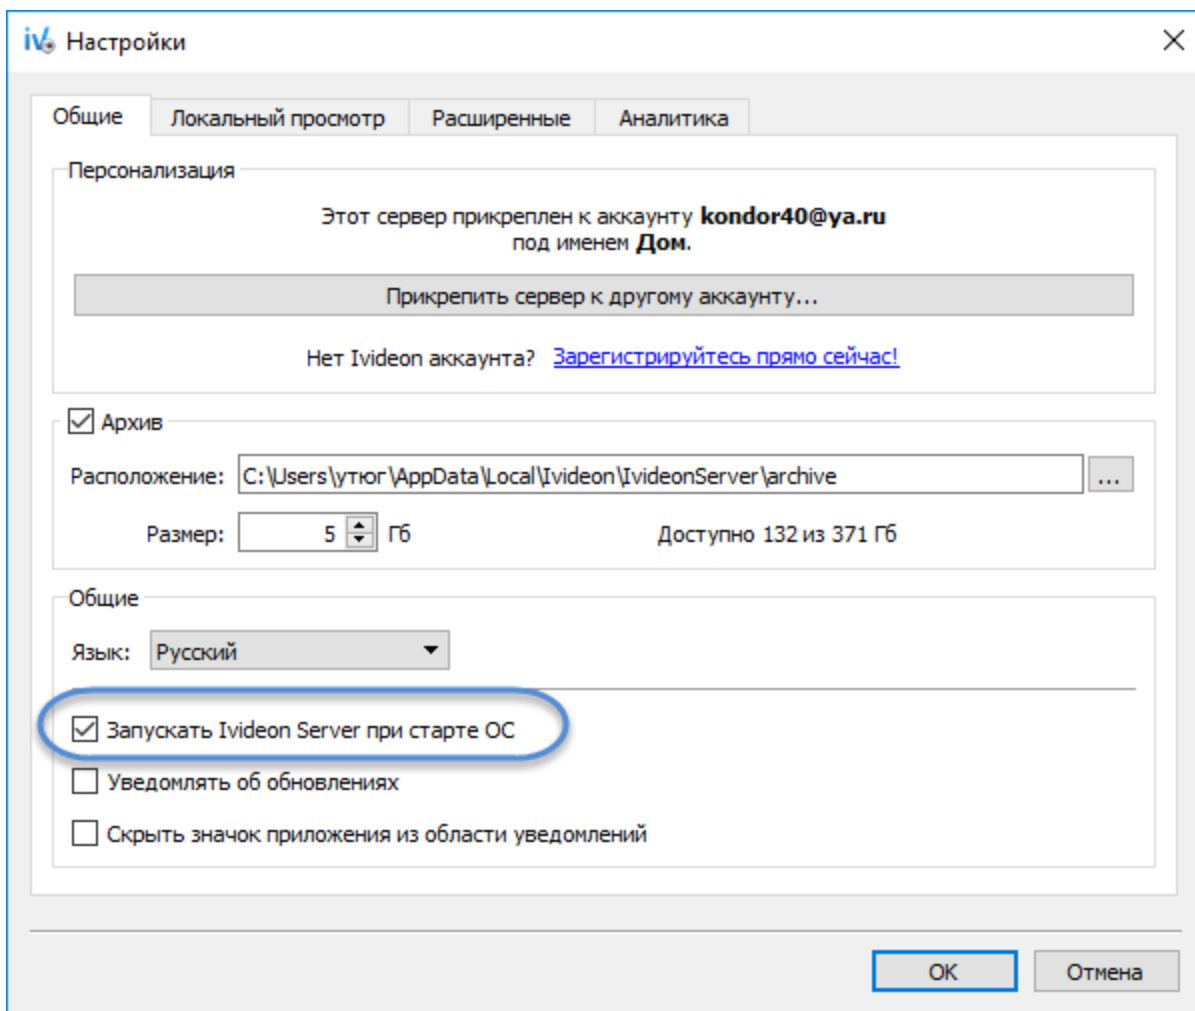 iv Настройки
Общие Локальный просмотр Расширенные Аналитика
Персонализация
Этот сервер прикреплен к аккаунту kondor40@ya.ru
под именем Дом.
Прикрепить сервер к другому аккаунту...
Нет Ivideon аккаунта? Зарегистрируйтесь прямо сейчас!
Архив
Расположение: C:\Users\утюг\AppData\Local\Ivideon\IvideonServer\archive ...
Размер: 5 Гб Доступно 132 из 371 Гб
Общие
Язык: Русский
Запускать Ivideon Server при старте ОС
Уведомлять об обновлениях
Скрыть значок приложения из области уведомлений
ОК Отмена